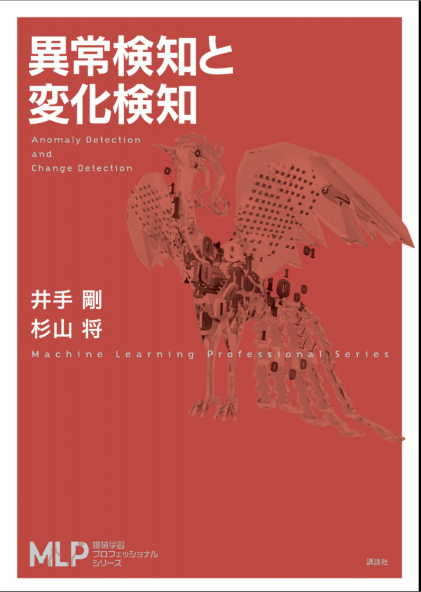 異常検知と
変化検知
Anomaly Detection
and
Change Detection
井手 剛
杉山 将
Machine Learning Professional Series
MLP
機械学習
プロフェッショナル
シリーズ
講談社